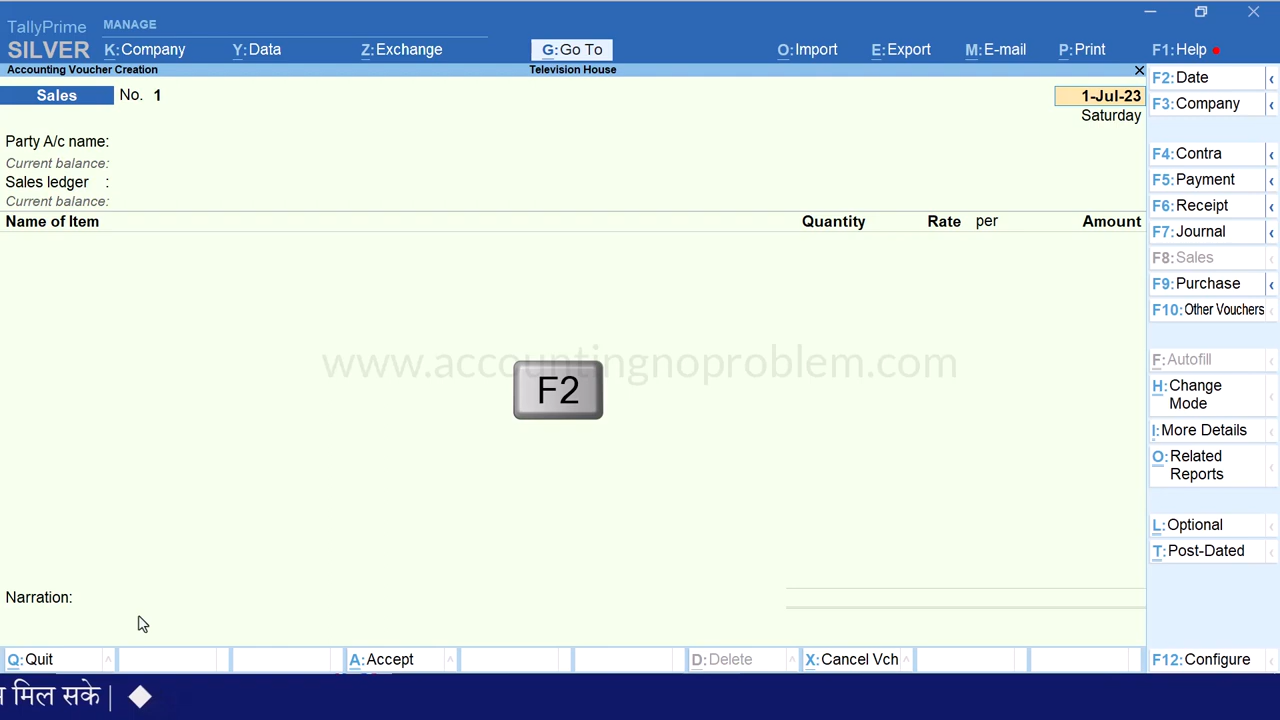 TallyPrime MANAGE
SILVER K:Company Y:Data Z:Exchange G:Go To O:Import E:Export M:E-mail P:Print F1:Help
Accounting Voucher Creation Television House
Sales No. 1 1-Jul-23
Saturday
Party A/c name:
Current balance:
Sales ledger :
Current balance:
Name of Item Quantity Rate per Amount
www.accountingnoproblem.com
F2
Narration:
F2:Date
F3:Company
F4:Contra
F5:Payment
F6:Receipt
F7:Journal
F8:Sales
F9:Purchase
F10:Other Vouchers
F:Autofill
H:Change
Mode
I:More Details
O:Related
Reports
L:Optional
T:Post-Dated
Q:Quit A:Accept D:Delete X:Cancel Vch F12:Configure
मिल सके |